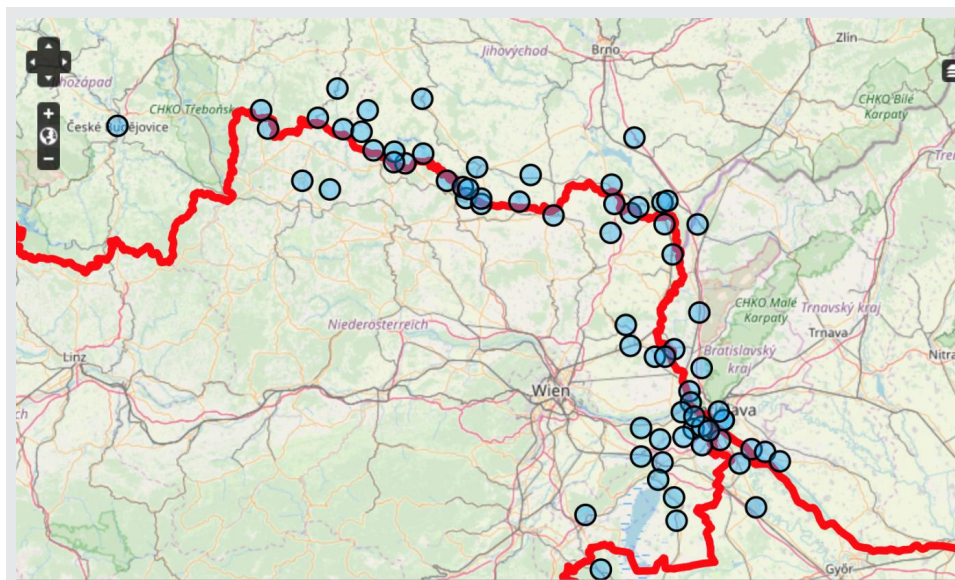 Zlín
Jihovýchod
Brno
CHKO Bílé
Karpaty
CHKO Třeboňsk
České Budějovice
Niederösterreich
CHKO Malé
Karpaty
Trnavský kraj
Trnava
Bratislavský
kraj
Nitra
Linz
Wien
Győr